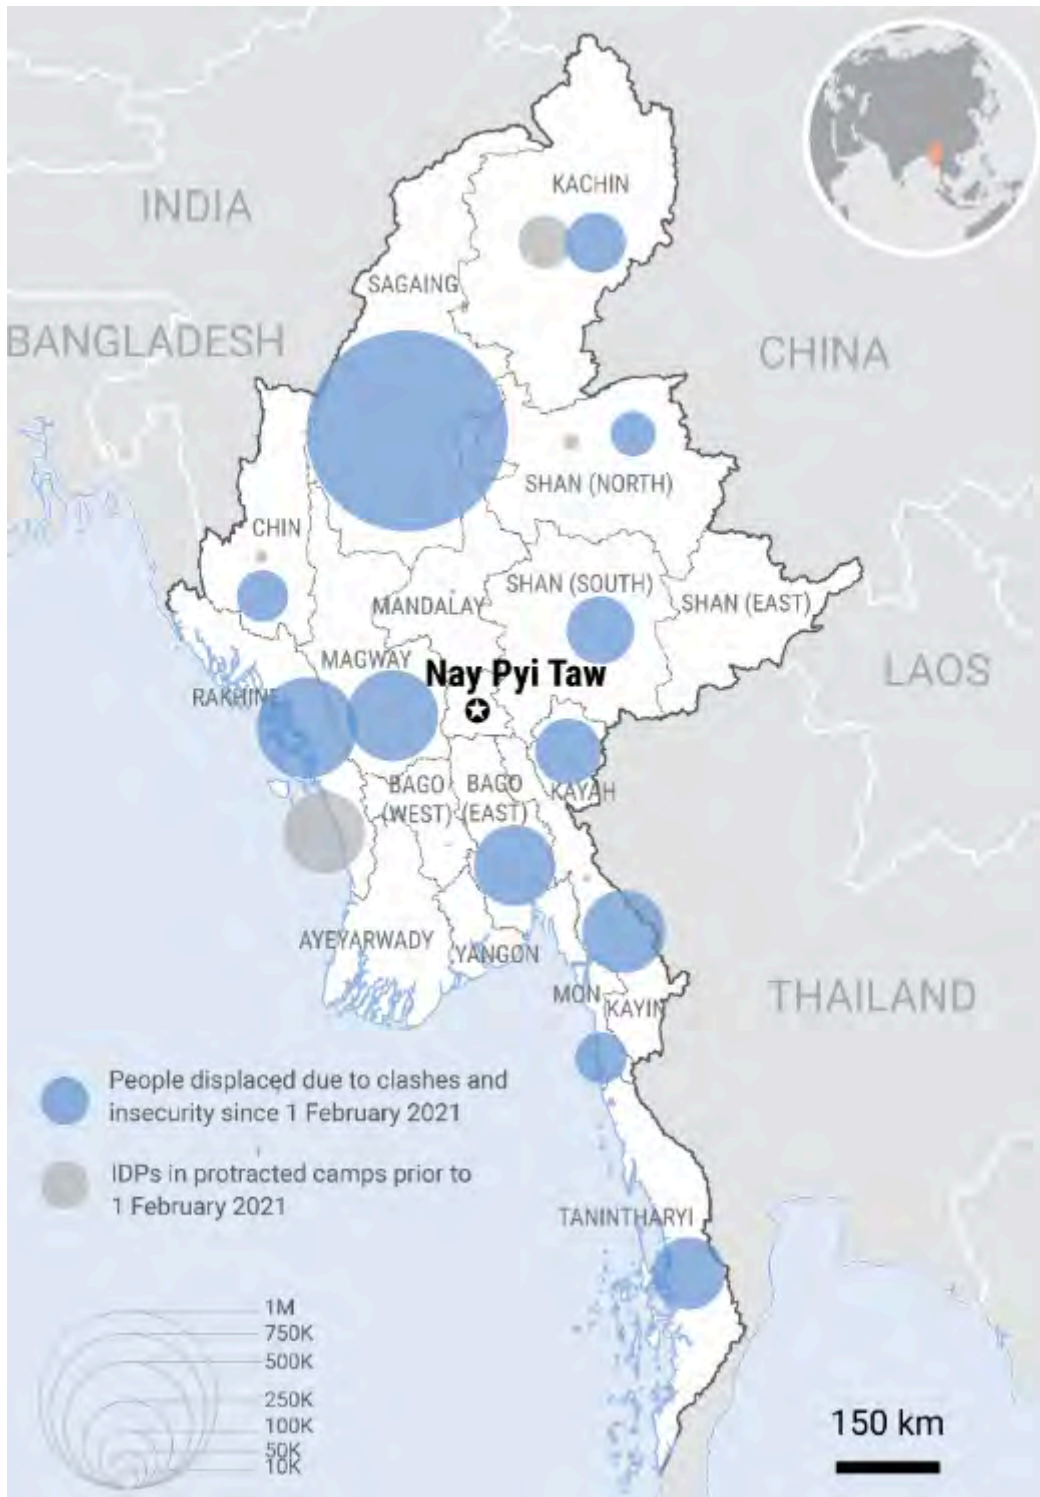 KACHIN
INDIA
SAGAING
BANGLADESH
CHINA
SHAN (NORTH)
CHIN
SHAN (SOUTH)
MANDALAY
SHAN (EAST)
MAGWAY
Nay Pyi Taw
LAOS
RAKHINE
BAGO
(WEST)
BAGO
(EAST)
KAYAH
AYEYARWADY
YANGON
MON
KAYIN
THAILAND
People displaced due to clashes and
insecurity since 1 February 2021
IDPs in protracted camps prior to
1 February 2021
TANINTHARYI
1M
750K
500K
250K
100K
50K
10K
150 km